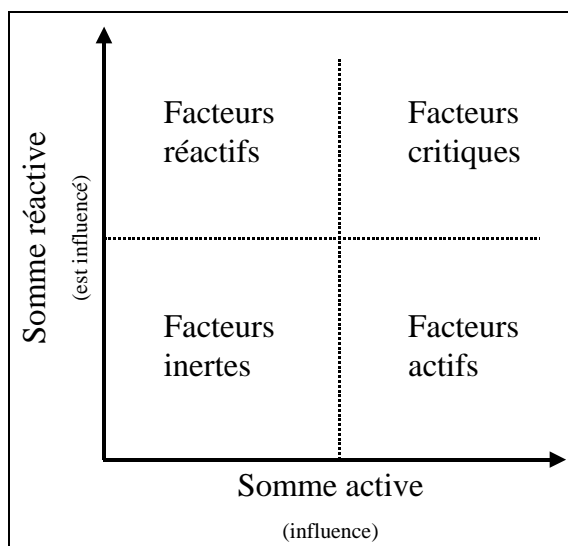 Somme réactive
(est influencé)
Facteurs
réactifs
Facteurs
critiques
Facteurs
inertes
Facteurs
actifs
Somme active
(influence)